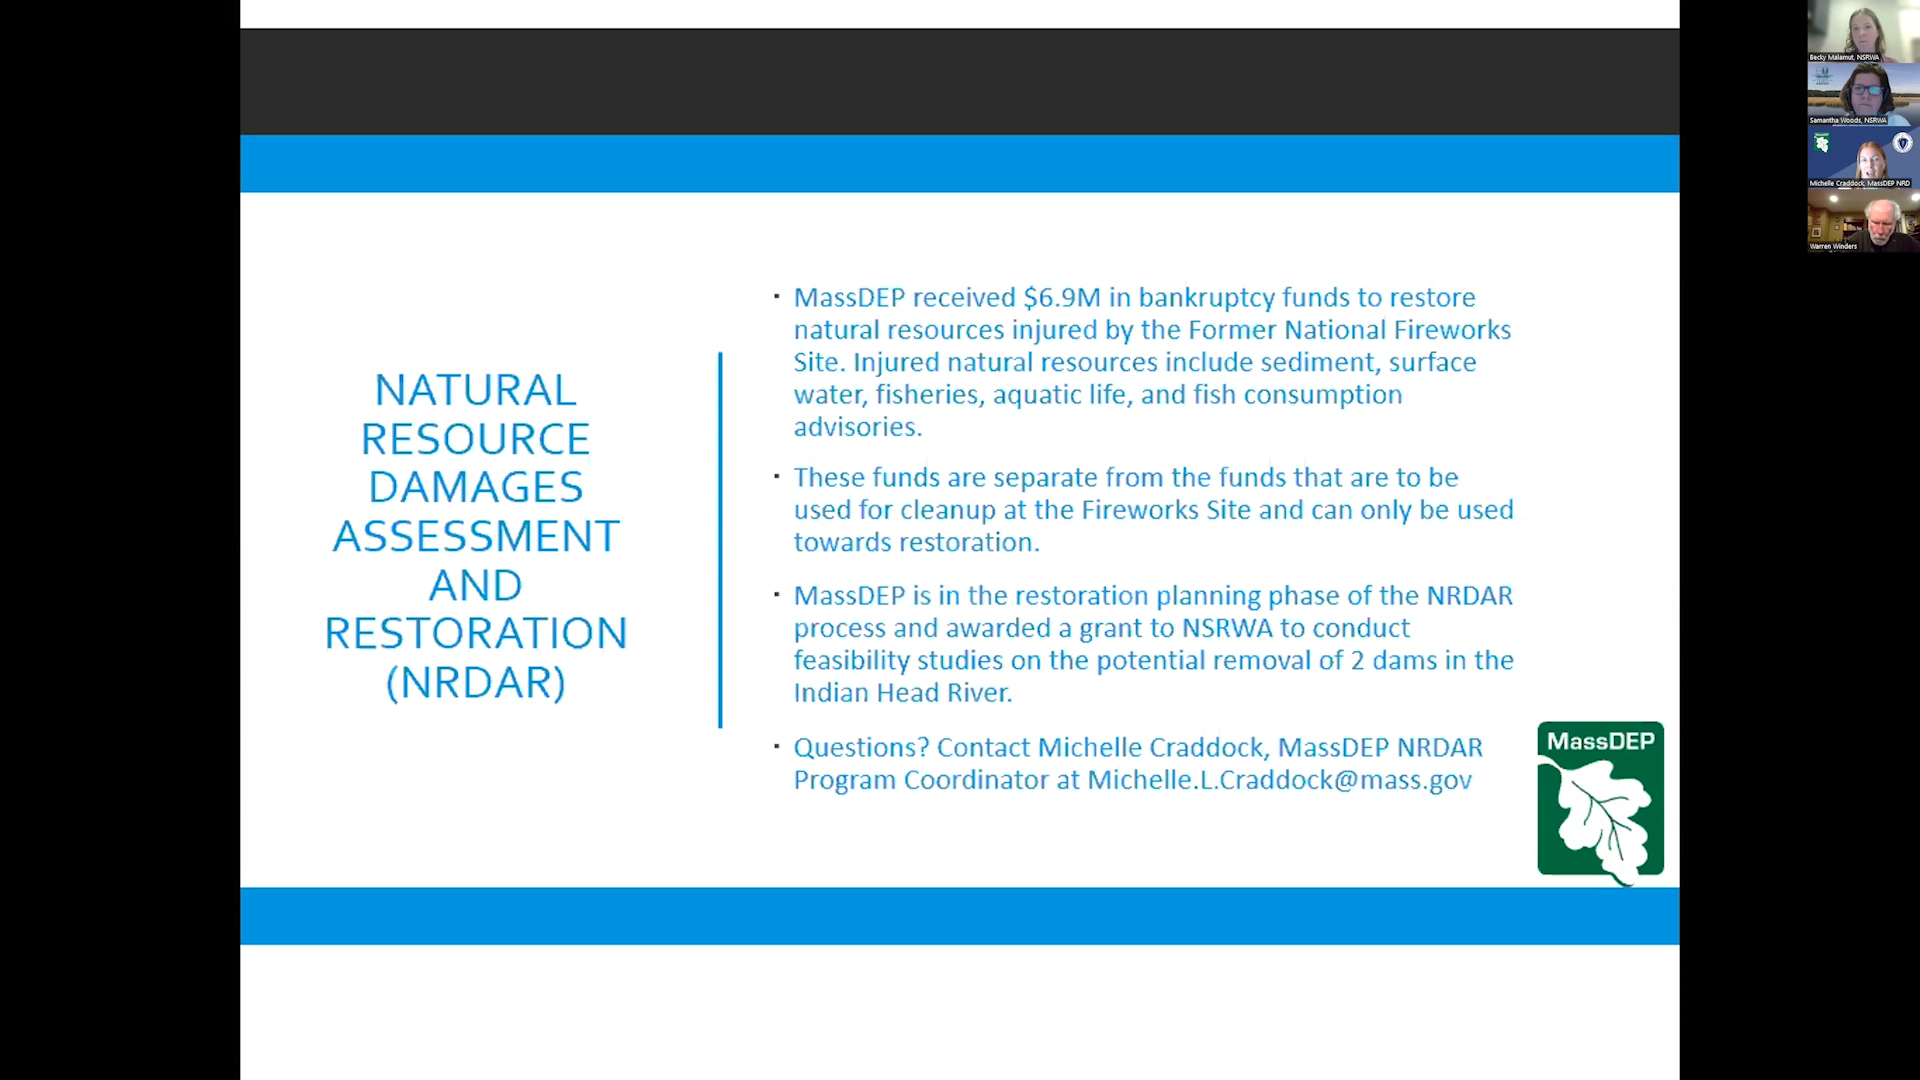 NATURAL
RESOURCE
DAMAGES
ASSESSMENT
AND
RESTORATION
(NRDAR)
▪ MassDEP received $6.9M in bankruptcy funds to restore
natural resources injured by the Former National Fireworks
Site. Injured natural resources include sediment, surface
water, fisheries, aquatic life, and fish consumption
advisories.
▪ These funds are separate from the funds that are to be
used for cleanup at the Fireworks Site and can only be used
towards restoration.
▪ MassDEP is in the restoration planning phase of the NRDAR
process and awarded a grant to NSRWA to conduct
feasibility studies on the potential removal of 2 dams in the
Indian Head River.
▪ Questions? Contact Michelle Craddock, MassDEP NRDAR
Program Coordinator at Michelle.L.Craddock@mass.gov
MassDEP
Becky Malamut, NSRWA
Samantha Woods, NSRWA
Michelle Craddock, MassDEP NRD
Warren Winders